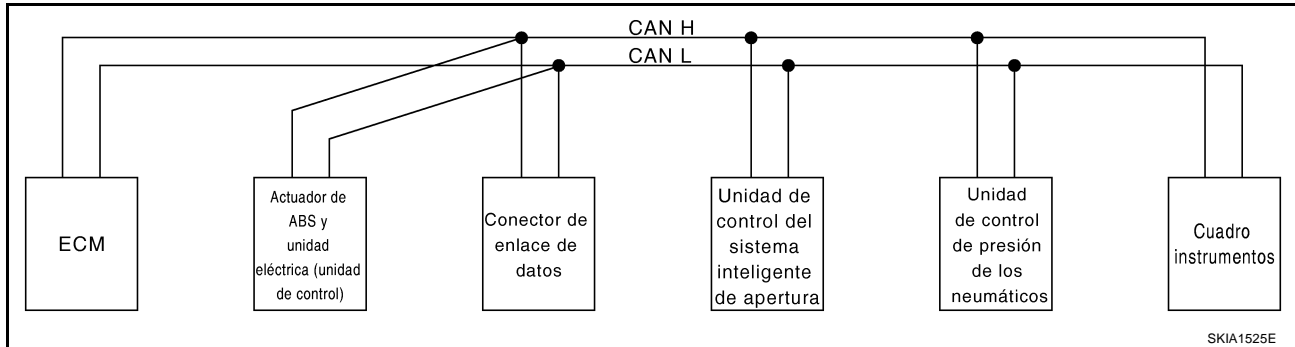 CAN H
CAN L
ECM
Actuador de
ABS y
unidad
eléctrica (unidad
de control)
Conector de
enlace de
datos
Unidad de
control del
sistema
inteligente
de apertura
Unidad
de control
de presión
de los
neumáticos
Cuadro
instrumentos
SKIA1525E